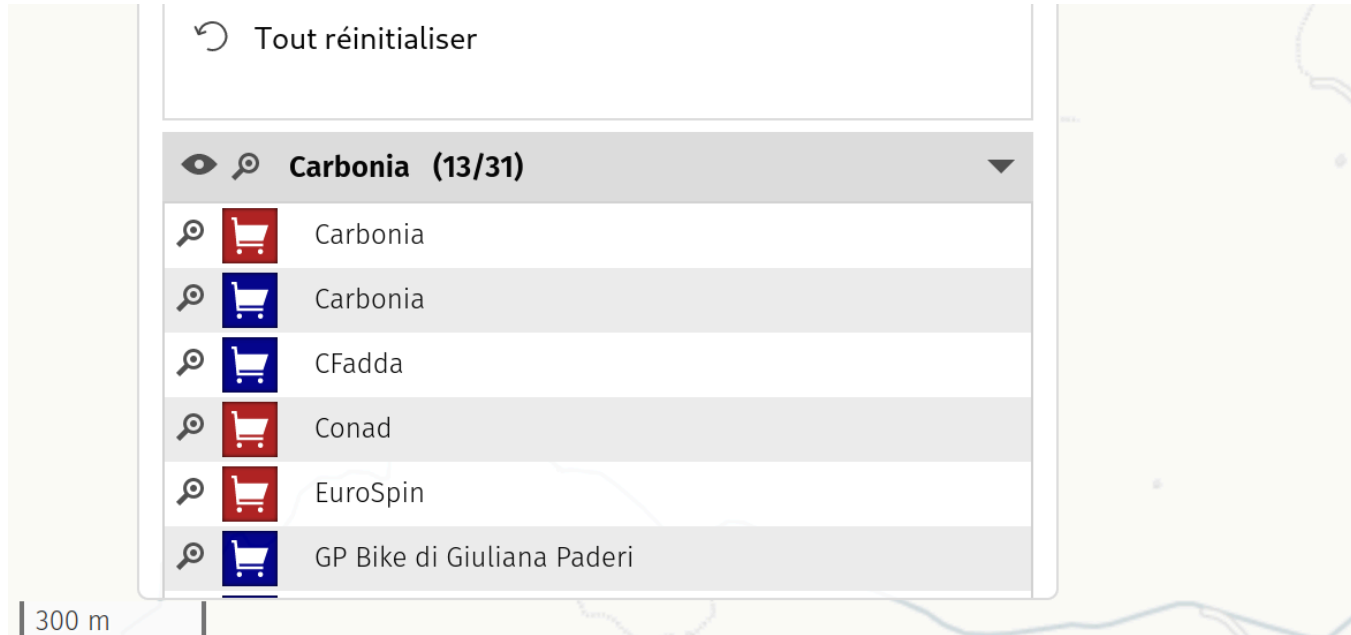 Tout réinitialiser
Carbonia (13/31)
Carbonia
Carbonia
CFadda
Conad
EuroSpin
GP Bike di Giuliana Paderi
300 m